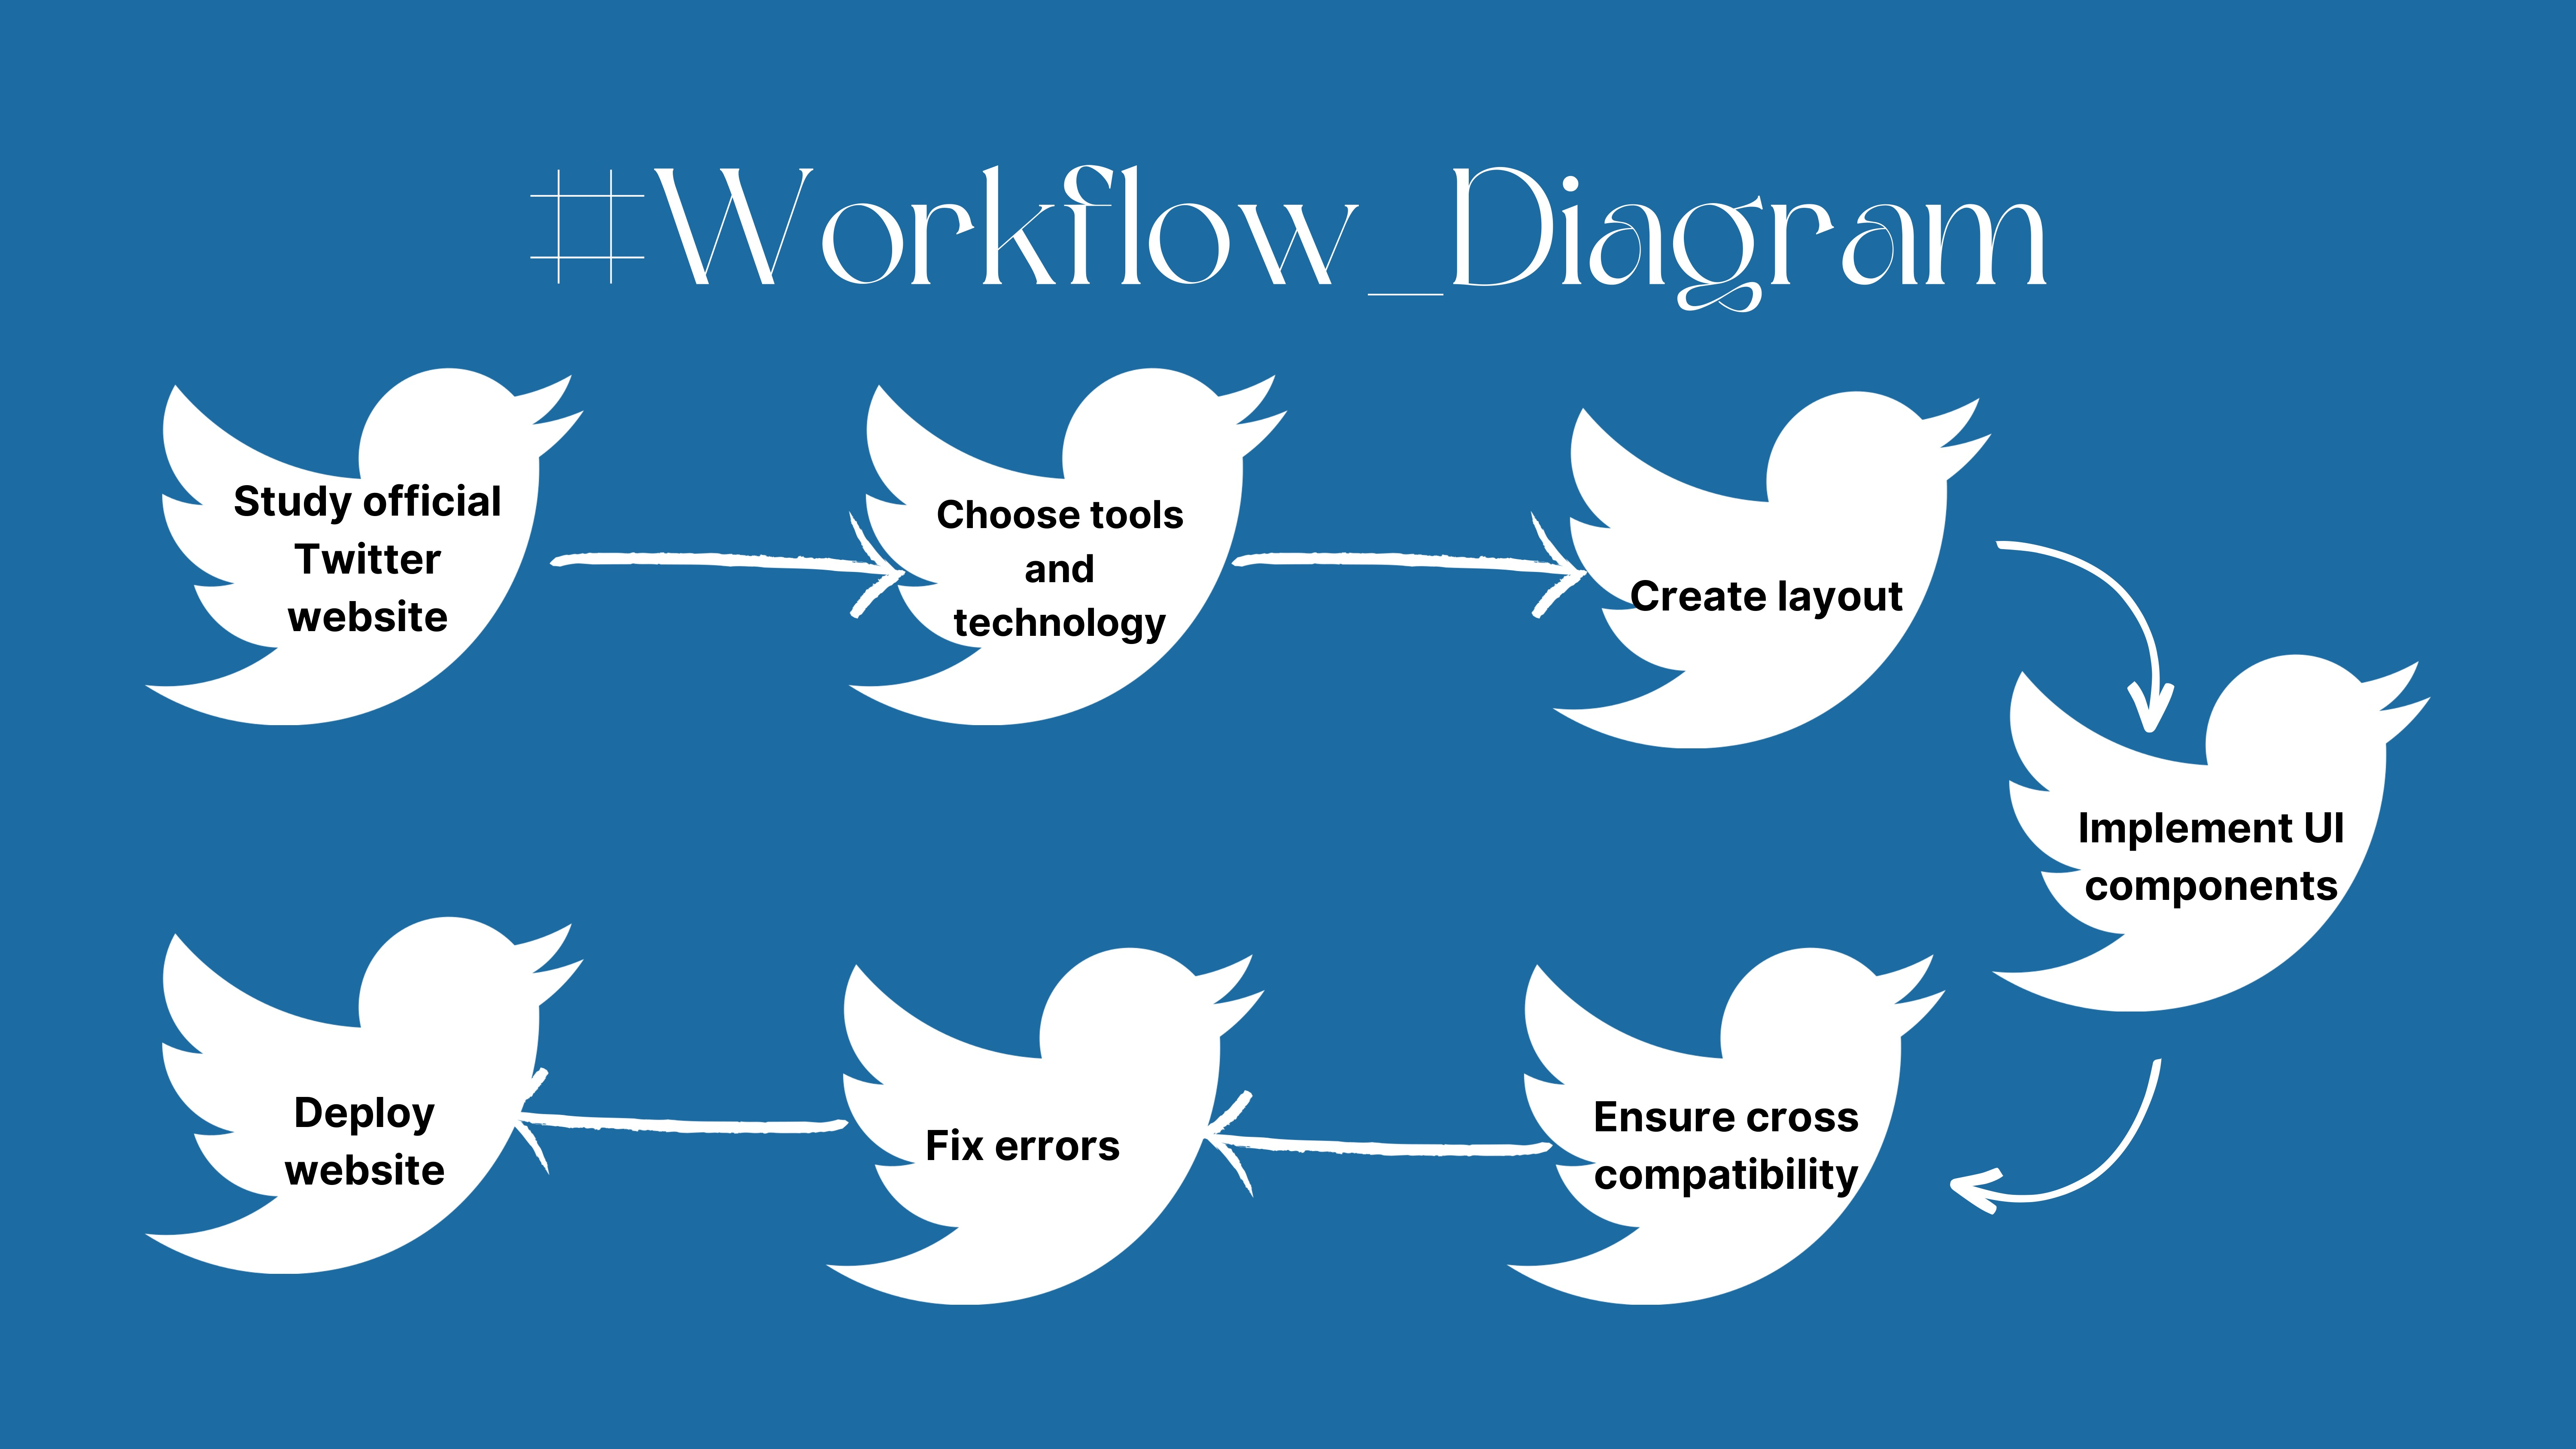 #Workflow_Diagram
Study official
Twitter
website
Choose tools
and
technology
Create layout
Implement UI
components
Ensure cross
compatibility
Fix errors
Deploy
website